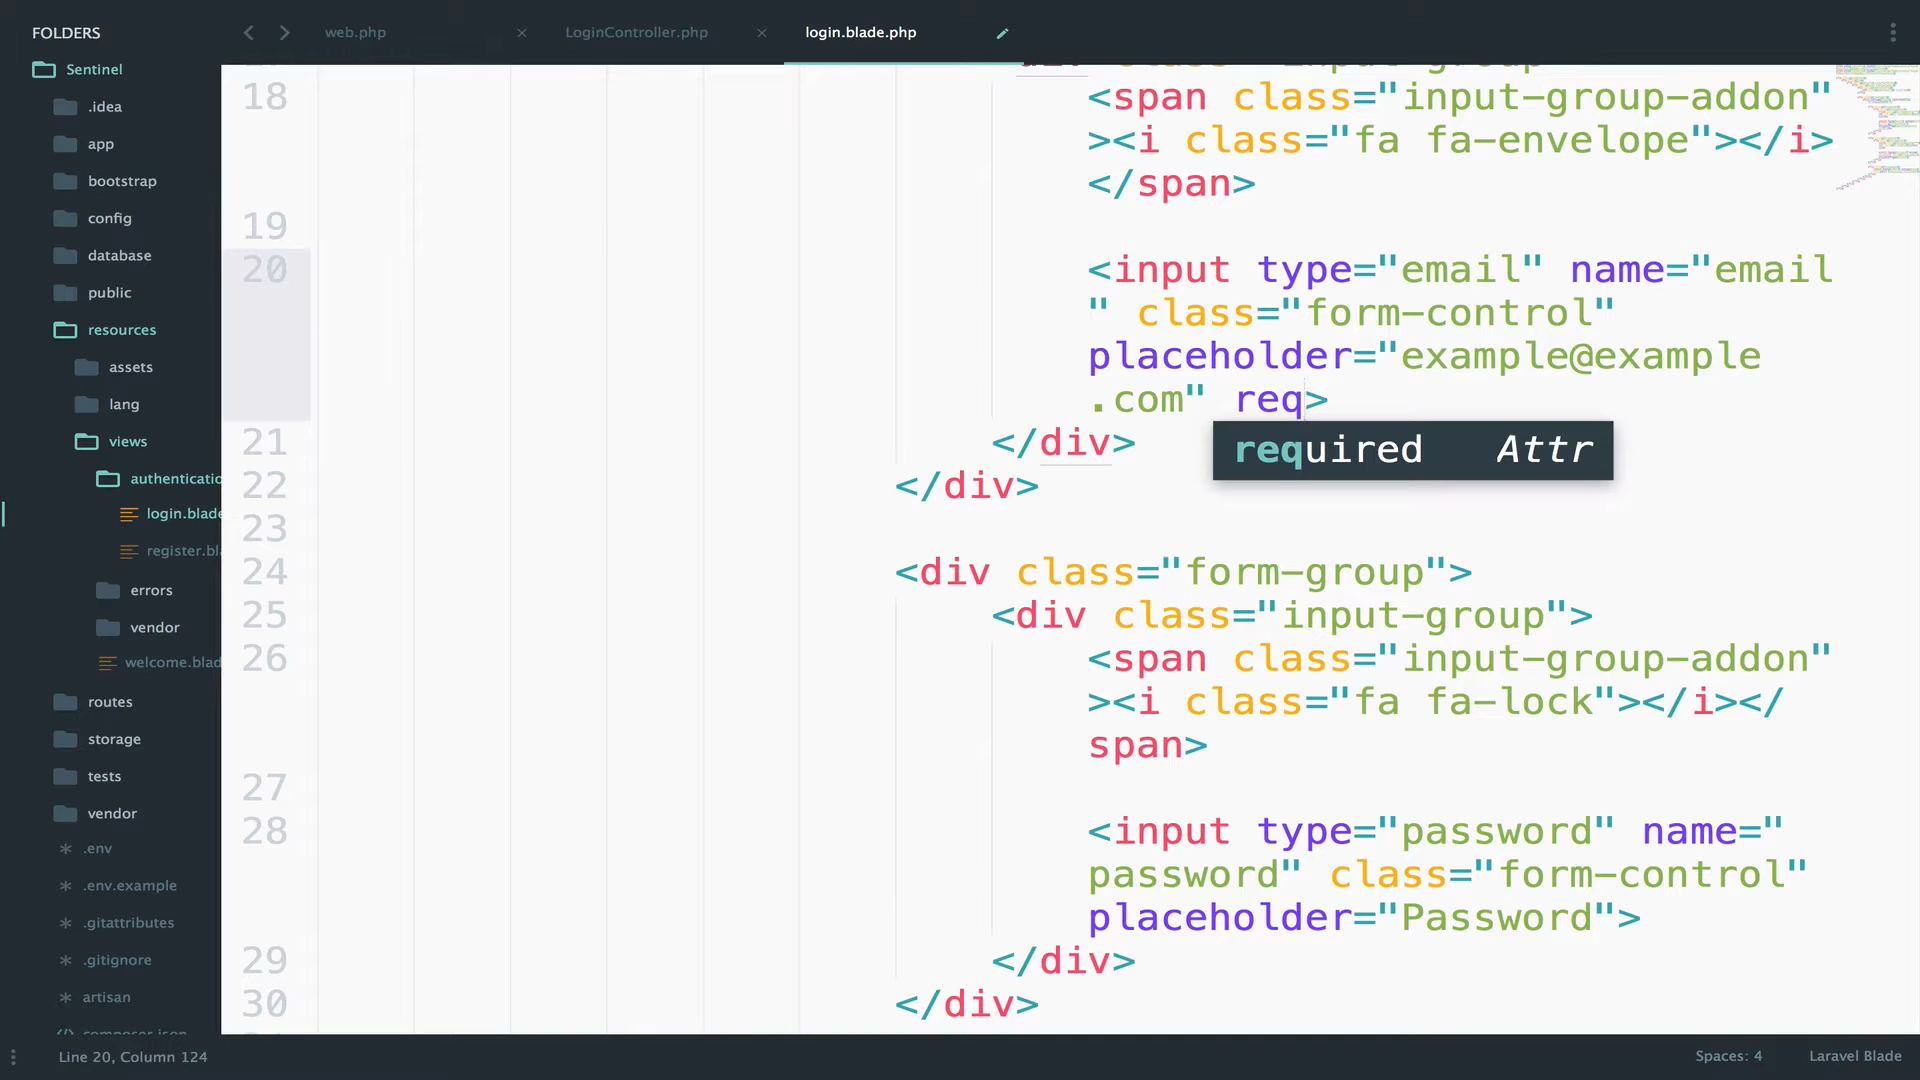 FOLDERS
web.php
LoginController.php
login.blade.php
Sentinel
.idea
app
bootstrap
config
database
public
resources
assets
lang
views
authenticatio
login.blade
register.bla
errors
vendor
welcome.blad
routes
storage
tests
vendor
.env
.env.example
.gitattributes
.gitignore
artisan
composer.json
18 <span class="input-group-addon"
><i class="fa fa-envelope"></i>
</span>
19
20 <input type="email" name="email
" class="form-control"
placeholder="example@example
.com" req>
required Attr
21 </div>
22 </div>
23
24 <div class="form-group">
25 <div class="input-group">
26 <span class="input-group-addon"
><i class="fa fa-lock"></i></
span>
27
28 <input type="password" name="
password" class="form-control"
placeholder="Password">
29 </div>
30 </div>
Line 20, Column 124
Spaces: 4
Laravel Blade